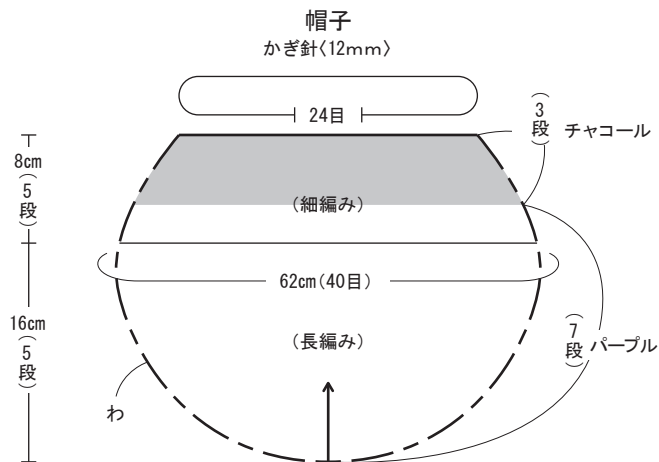 帽子
かぎ針〈12mm〉
24目
(3段)
チャコール
8cm
(5段)
(細編み)
62cm(40目)
16cm
(5段)
(長編み)
(7段)
パープル
わ